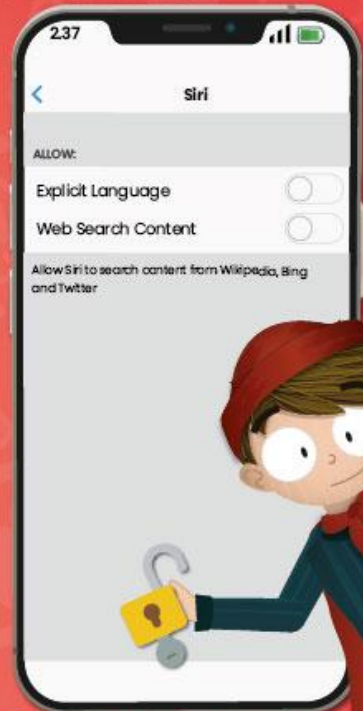 2.37
Siri
ALLOW:
Explicit Language
Web Search Content
Allow Siri to search content from Wikipedia, Bing
and Twitter